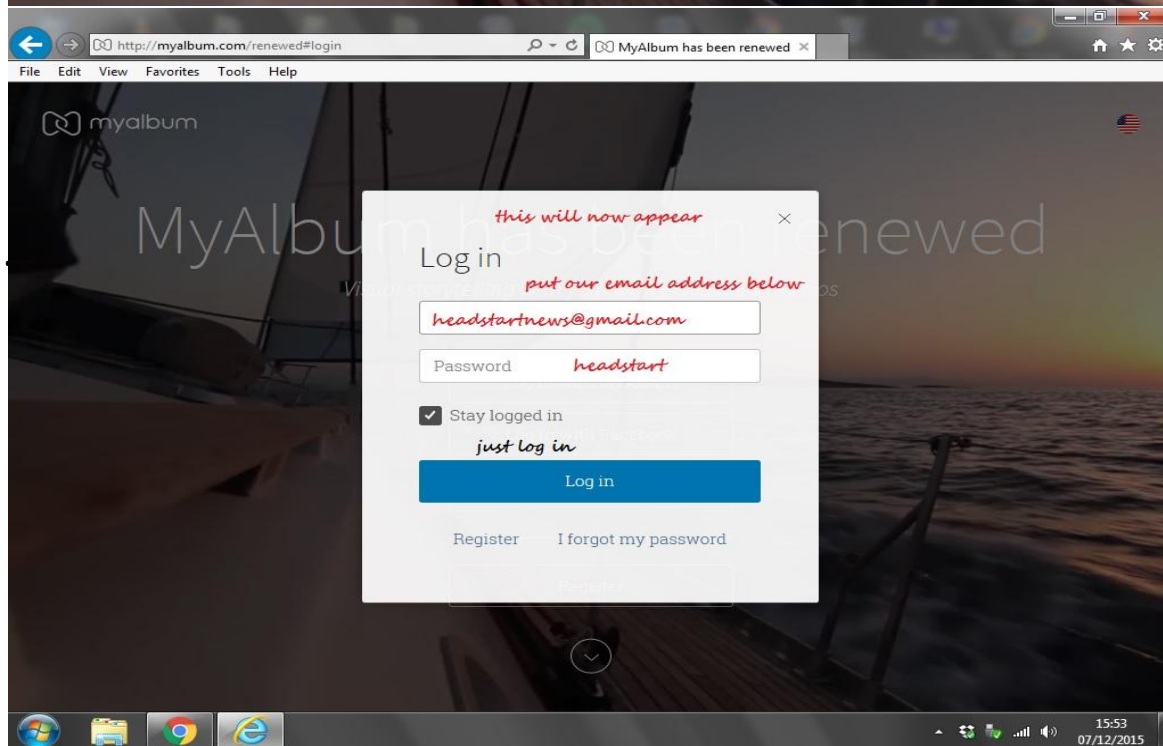 http://myalbum.com/renewed#login
MyAlbum has been renewed
File Edit View Favorites Tools Help
myalbum
MyAlbum has been renewed
this will now appear
Log in
put our email address below
headstartnews@gmail.com
Password headstart
Stay logged in
just log in
Log in
Register I forgot my password
Register
15:53
07/12/2015